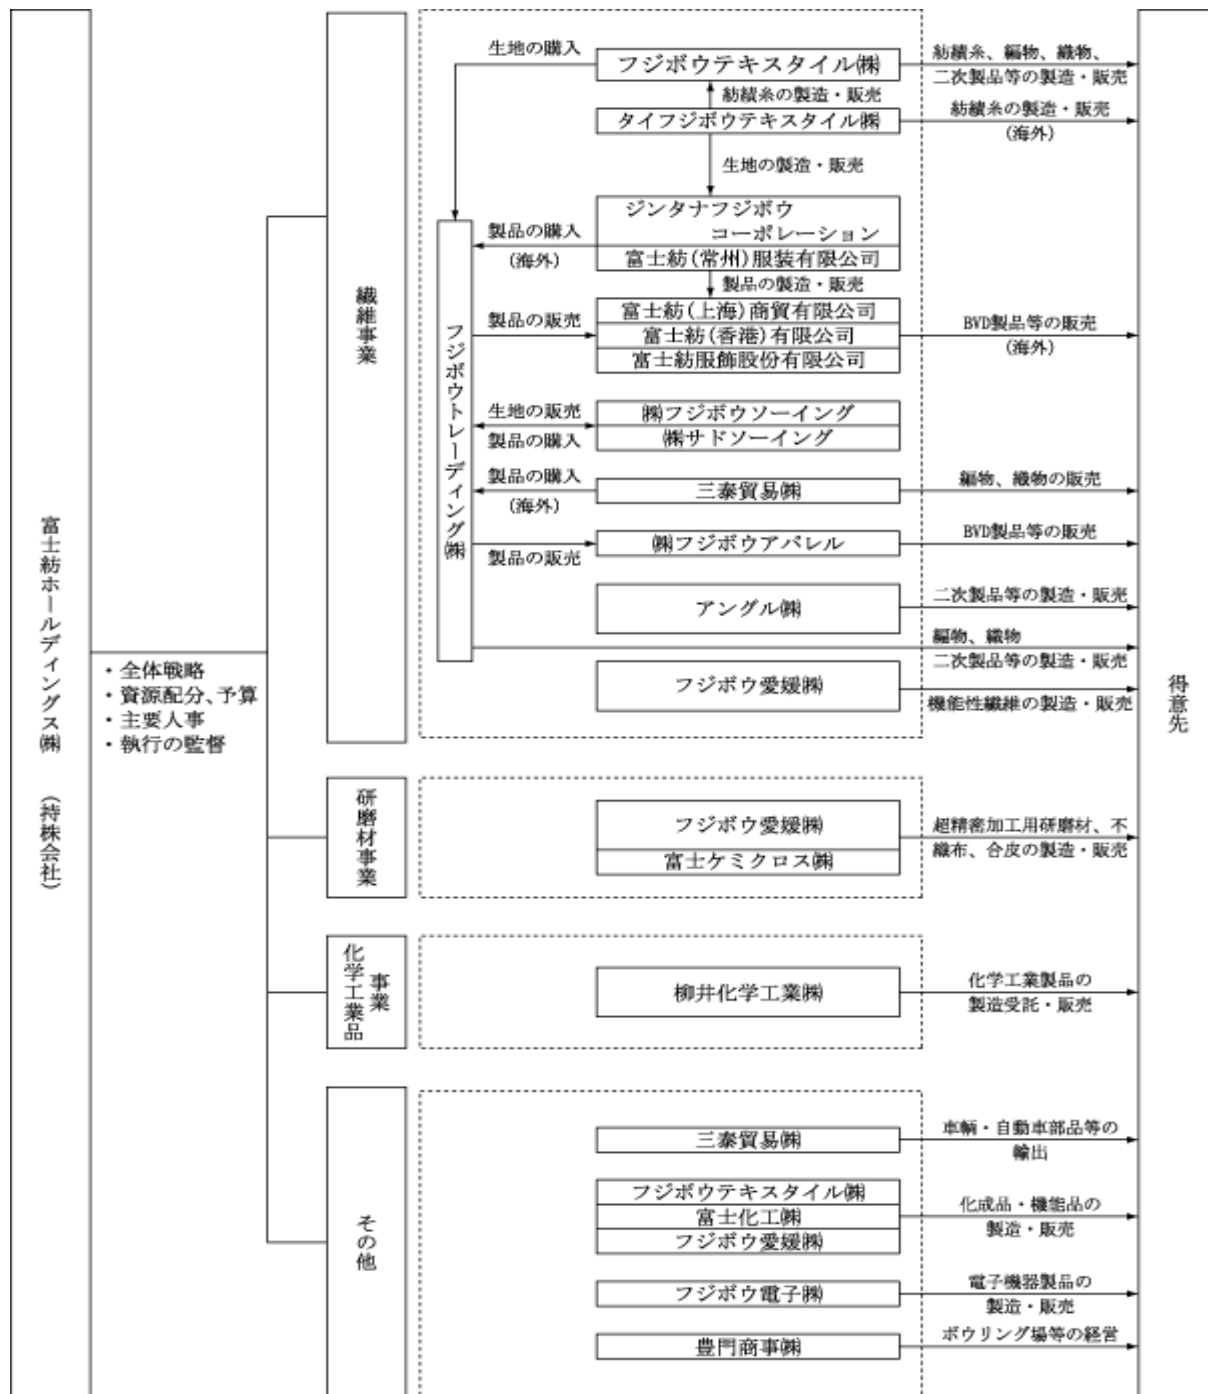 富士紡ホールディングス㈱　（持株会社）
・全体戦略
・資源配分、予算
・主要人事
・執行の監督
繊維事業
フジボウトレーディング㈱
生地の購入
フジボウテキスタイル㈱
紡績糸、編物、織物、
二次製品等の製造・販売
紡績糸の製造・販売
タイフジボウテキスタイル㈱
紡績糸の製造・販売
(海外)
生地の製造・販売
ジンタナフジボウ
コーポレーション
富士紡(常州)服装有限公司
製品の購入
(海外)
製品の製造・販売
製品の販売
富士紡(上海)商貿有限公司
富士紡(香港)有限公司
富士紡服飾股份有限公司
BVD製品等の販売
(海外)
生地の販売
製品の購入
㈱フジボウソーイング
㈱サドソーイング
製品の購入
(海外)
三泰貿易㈱
編物、織物の販売
製品の販売
㈱フジボウアパレル
BVD製品等の販売
アングル㈱
二次製品等の製造・販売
編物、織物
二次製品等の製造・販売
フジボウ愛媛㈱
機能性繊維の製造・販売
研磨材事業
フジボウ愛媛㈱
富士ケミクロス㈱
超精密加工用研磨材、不
織布、合皮の製造・販売
化学工業品
事業
柳井化学工業㈱
化学工業製品の
製造受託・販売
その他
三泰貿易㈱
車輌・自動車部品等の
輸出
フジボウテキスタイル㈱
富士化工㈱
フジボウ愛媛㈱
化成品・機能品の
製造・販売
フジボウ電子㈱
電子機器製品の
製造・販売
豊門商事㈱
ボウリング場等の経営
得意先